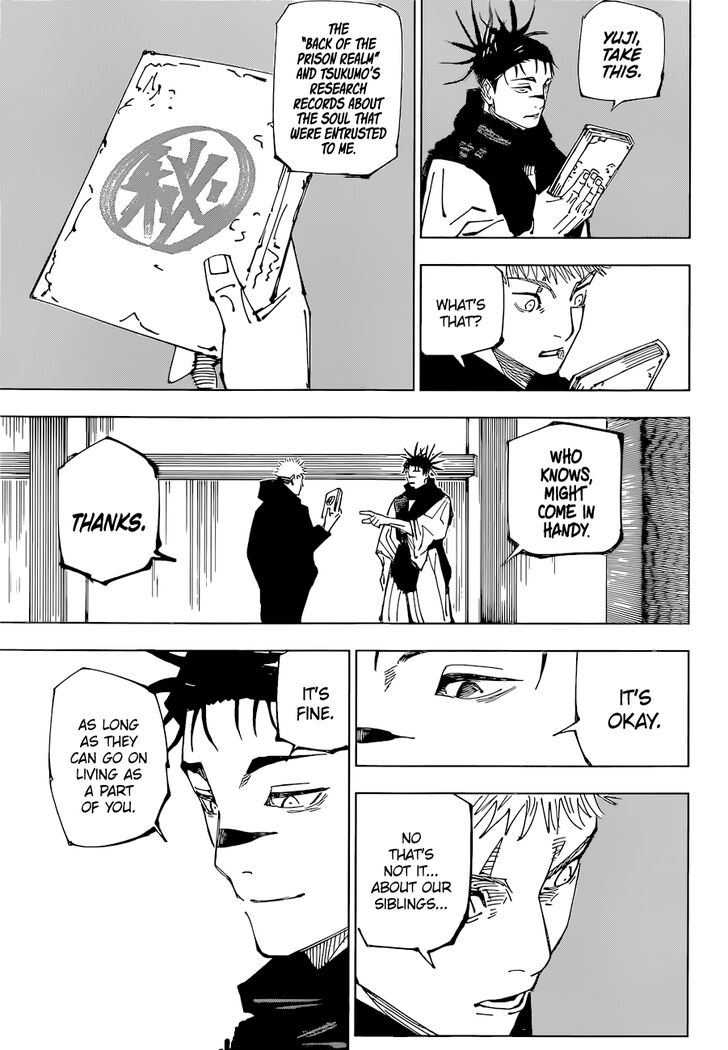 YUJI,
TAKE
THIS.
WHAT'S
THAT?
THE
"BACK OF THE
PRISON REALM"
AND TSUKUMO'S
RESEARCH
RECORDS ABOUT
THE SOUL THAT
WERE ENTRUSTED
TO ME.
秘
WHO
KNOWS,
MIGHT
COME IN
HANDY.
THANKS.
IT'S
OKAY.
NO
THAT'S
NOT IT...
ABOUT OUR
SIBLINGS...
IT'S
FINE.
AS LONG
AS THEY
CAN GO ON
LIVING AS
A PART
OF YOU.